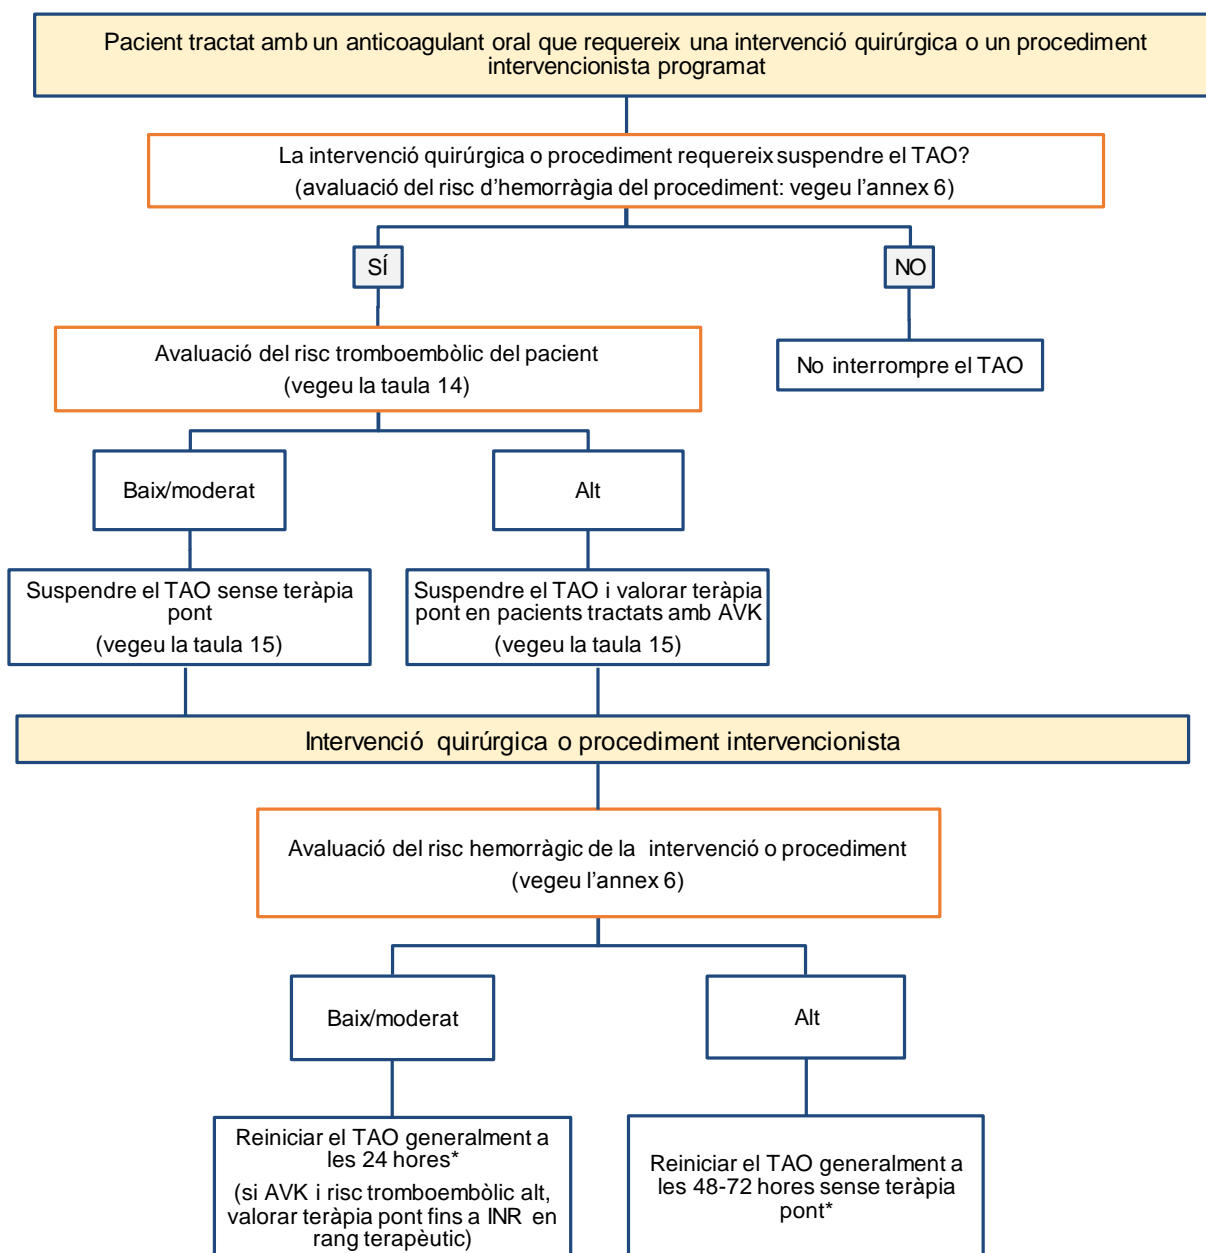 Pacient tractat amb un anticoagulant oral que requereix una intervenció quirúrgica o un procediment
intervencionista programat
La intervenció quirúrgica o procediment requereix suspendre el TAO?
(avaluació del risc d'hemorràgia del procediment: vegeu l'annex 6)
SÍ
NO
Avaluació del risc tromboembòlic del pacient
(vegeu la taula 14)
No interrompre el TAO
Baix/moderat
Alt
Suspendre el TAO sense teràpia
pont
(vegeu la taula 15)
Suspendre el TAO i valorar teràpia
pont en pacients tractats amb AVK
(vegeu la taula 15)
Intervenció quirúrgica o procediment intervencionista
Avaluació del risc hemorràgic de la intervenció o procediment
(vegeu l'annex 6)
Baix/moderat
Alt
Reiniciar el TAO generalment a
les 24 hores*
(si AVK i risc tromboembòlic alt,
valorar teràpia pont fins a INR en
rang terapèutic)
Reiniciar el TAO generalment a
les 48-72 hores sense teràpia
pont*